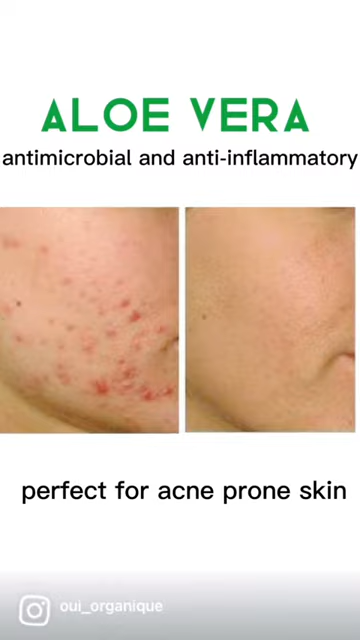 ALOE VERA
antimicrobial and anti-inflammatory
perfect for acne prone skin
oui_organique